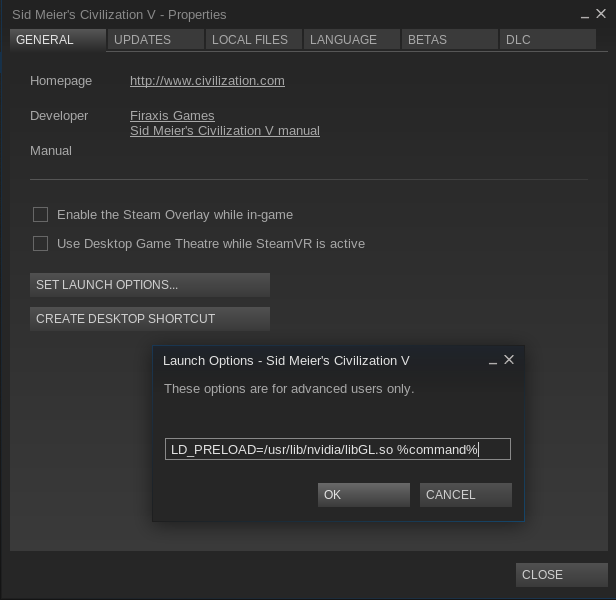 Sid Meier's Civilization V - Properties
GENERAL
UPDATES
LOCAL FILES
LANGUAGE
BETAS
DLC
Homepage
http://www.civilization.com
Developer
Firaxis Games
Sid Meier's Civilization V manual
Manual
Enable the Steam Overlay while in-game
Use Desktop Game Theatre while SteamVR is active
SET LAUNCH OPTIONS...
CREATE DESKTOP SHORTCUT
Launch Options - Sid Meier's Civilization V
These options are for advanced users only.
LD_PRELOAD=/usr/lib/nvidia/libGL.so %command%
OK
CANCEL
CLOSE